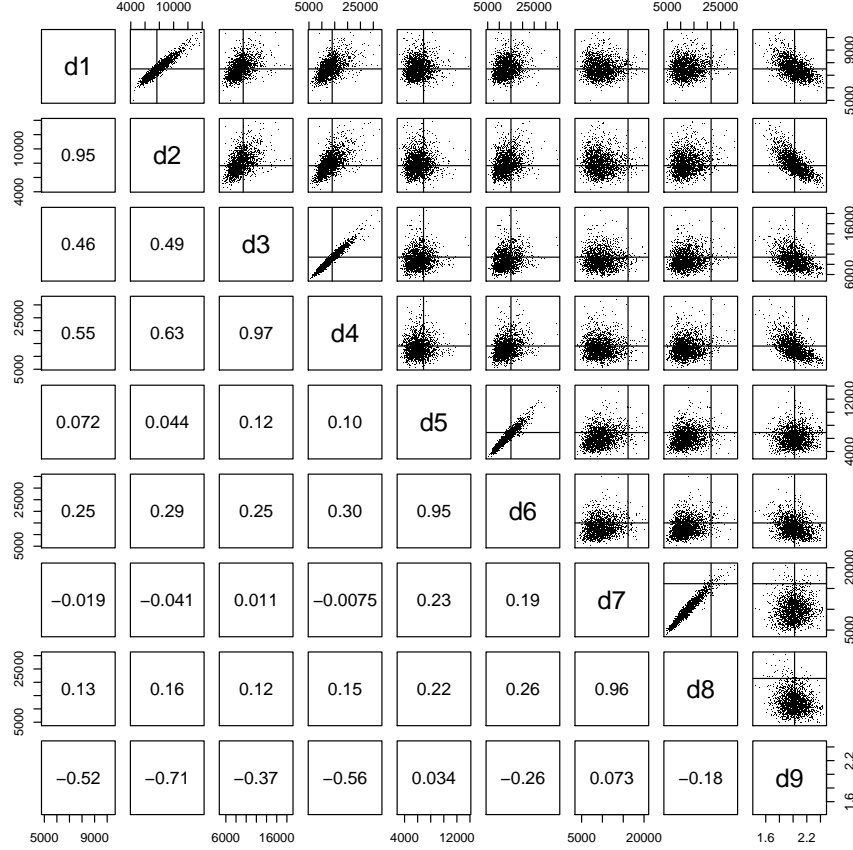 4000 10000 5000 25000 5000 25000 5000 25000
d1 9000 5000
4000 10000 0.95 d2
0.46 0.49 d3 16000 6000
5000 25000 0.55 0.63 0.97 d4
0.072 0.044 0.12 0.10 d5 12000 4000
5000 25000 0.25 0.29 0.25 0.30 0.95 d6
−0.019 −0.041 0.011 −0.0075 0.23 0.19 d7 20000 5000
5000 25000 0.13 0.16 0.12 0.15 0.22 0.26 0.96 d8
−0.52 −0.71 −0.37 −0.56 0.034 −0.26 0.073 −0.18 d9 2.2 1.6
5000 9000 6000 16000 4000 12000 5000 20000 1.6 2.2